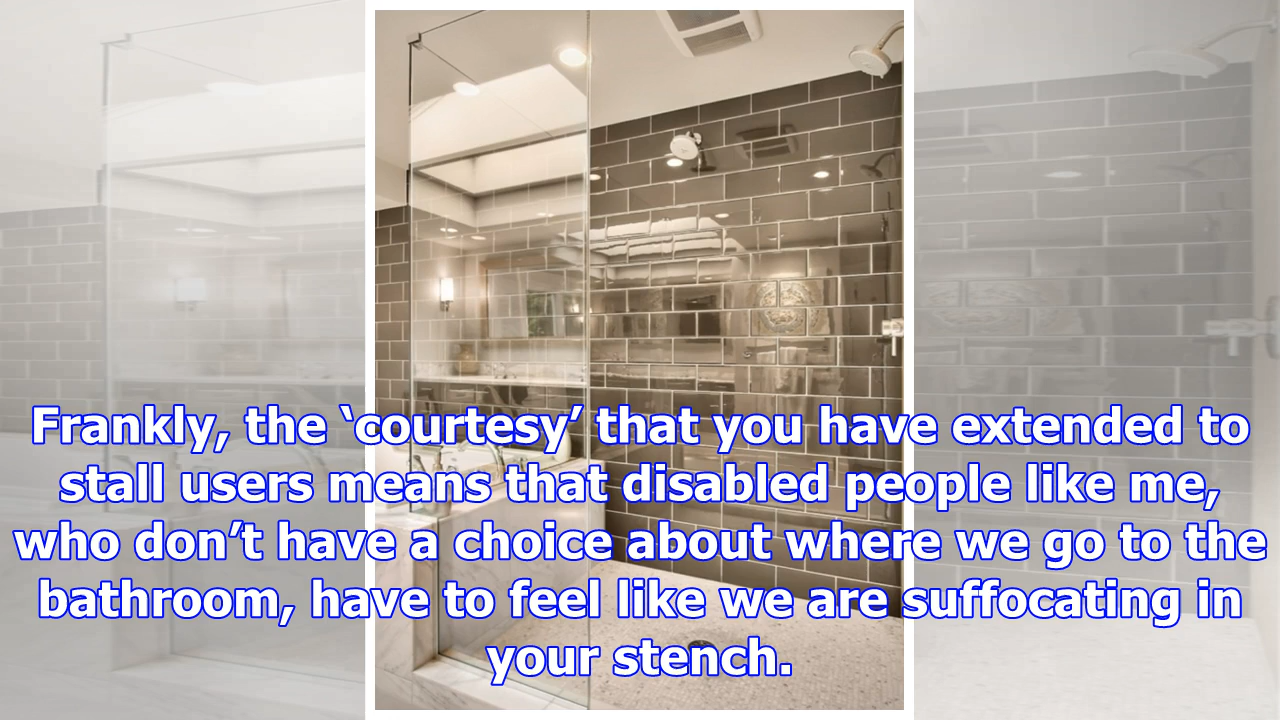 Frankly, the ‘courtesy’ that you have extended to
stall users means that disabled people like me,
who don’t have a choice about where we go to the
bathroom, have to feel like we are suffocating in
your stench.